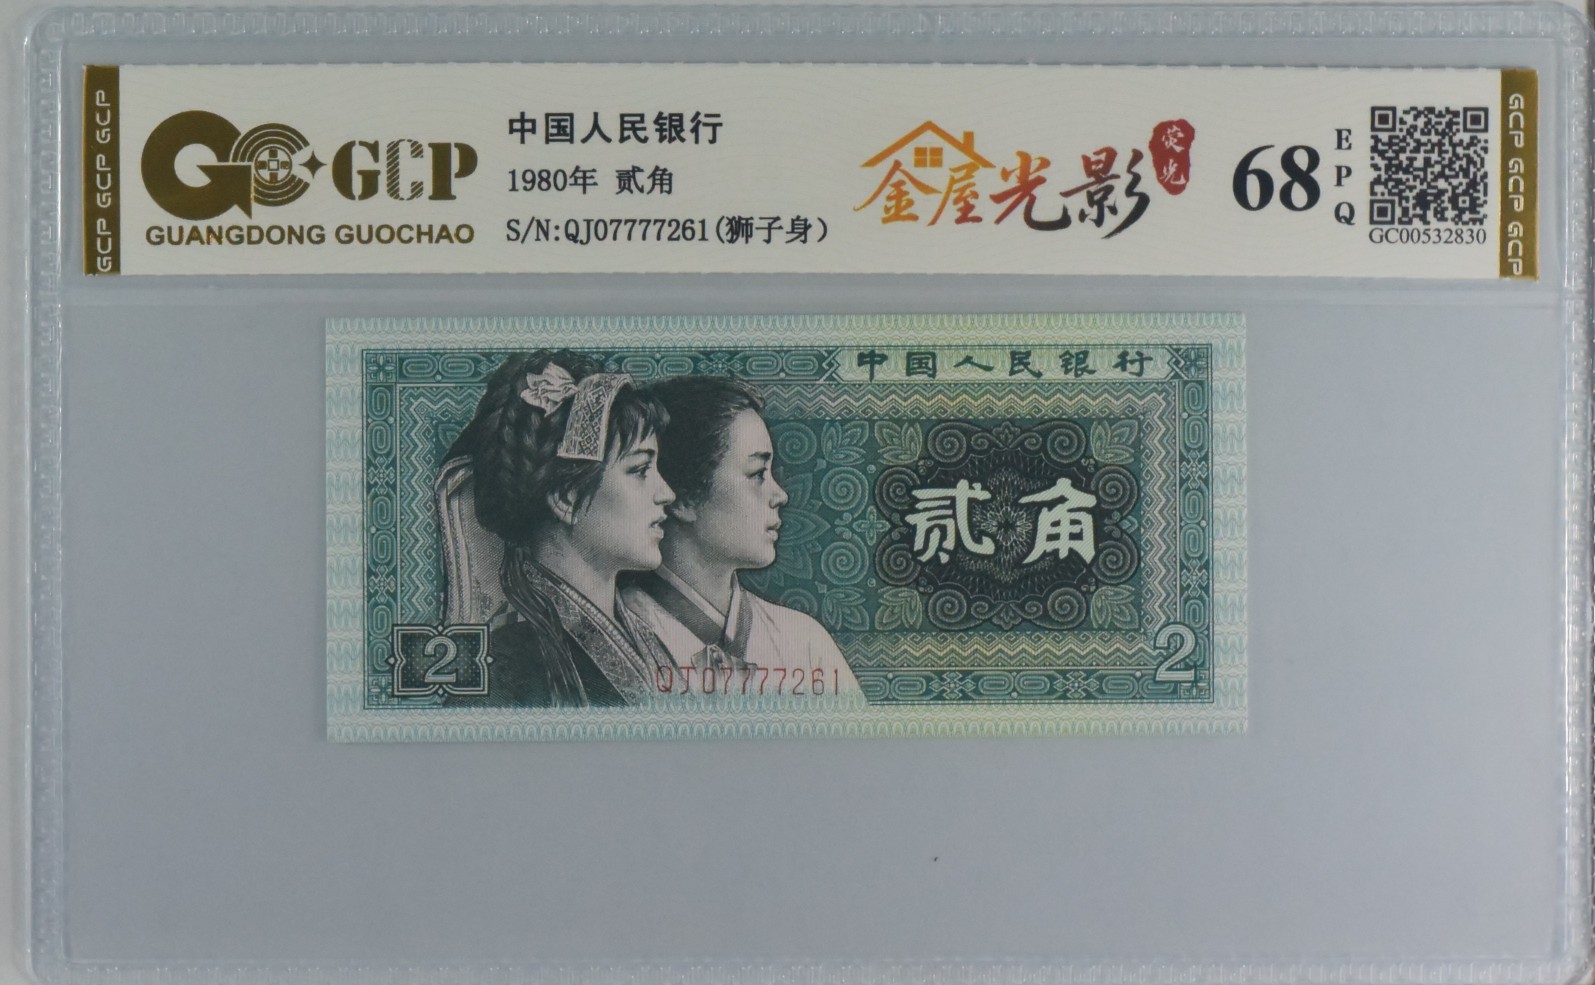 GCP GCP GCP
GCP
GUANGDONG GUOCHAO
中国人民银行
1980年 贰角
S/N:QJ07777261(狮子身)
金屋光影
荧光
68
EPQ
GC00532830
GCP GCP GCP
中国人民银行
贰角
2
QJ07777261
2